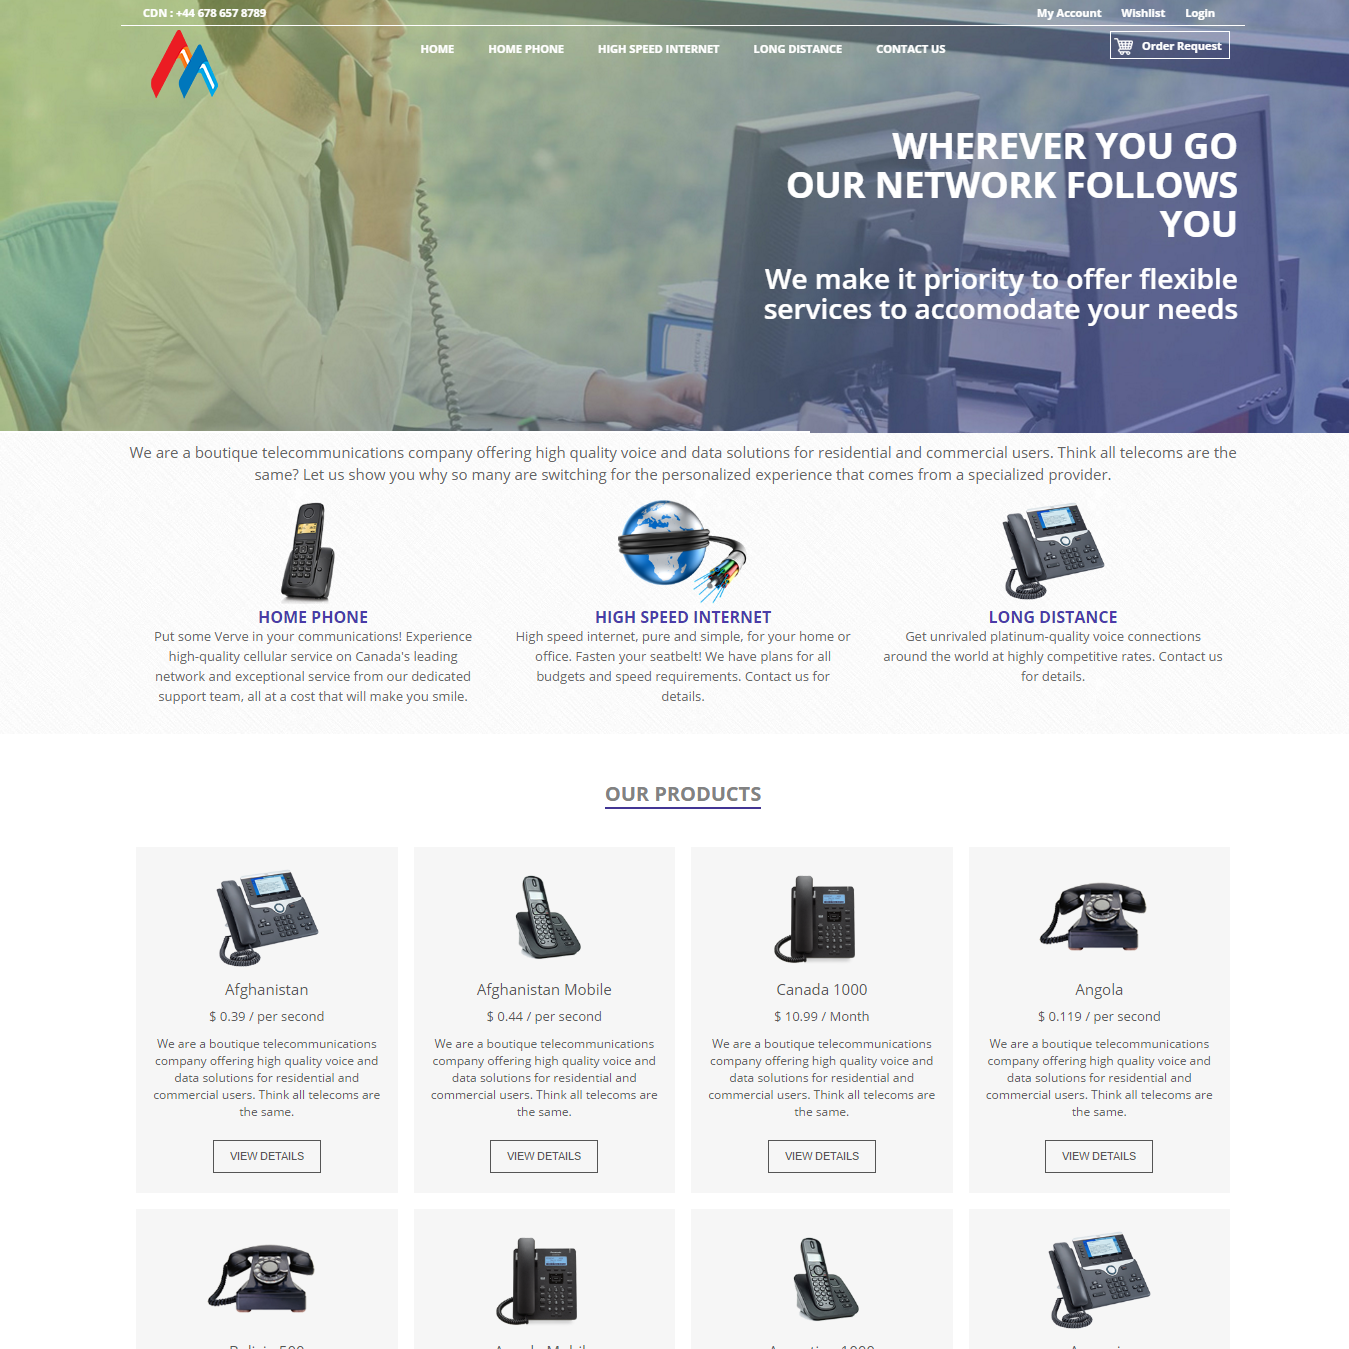 CDN : +44 678 657 8789
My Account Wishlist Login
HOME HOME PHONE HIGH SPEED INTERNET LONG DISTANCE CONTACT US
Order Request
WHEREVER YOU GO
OUR NETWORK FOLLOWS
YOU
We make it priority to offer flexible
services to accomodate your needs
We are a boutique telecommunications company offering high quality voice and data solutions for residential and commercial users. Think all telecoms are the
same? Let us show you why so many are switching for the personalized experience that comes from a specialized provider.
HOME PHONE
Put some Verve in your communications! Experience
high-quality cellular service on Canada's leading
network and exceptional service from our dedicated
support team, all at a cost that will make you smile.
HIGH SPEED INTERNET
High speed internet, pure and simple, for your home or
office. Fasten your seatbelt! We have plans for all
budgets and speed requirements. Contact us for
details.
LONG DISTANCE
Get unrivaled platinum-quality voice connections
around the world at highly competitive rates. Contact us
for details.
OUR PRODUCTS
Afghanistan
$ 0.39 / per second
We are a boutique telecommunications
company offering high quality voice and
data solutions for residential and
commercial users. Think all telecoms are
the same.
VIEW DETAILS
Afghanistan Mobile
$ 0.44 / per second
We are a boutique telecommunications
company offering high quality voice and
data solutions for residential and
commercial users. Think all telecoms are
the same.
VIEW DETAILS
Canada 1000
$ 10.99 / Month
We are a boutique telecommunications
company offering high quality voice and
data solutions for residential and
commercial users. Think all telecoms are
the same.
VIEW DETAILS
Angola
$ 0.119 / per second
We are a boutique telecommunications
company offering high quality voice and
data solutions for residential and
commercial users. Think all telecoms are
the same.
VIEW DETAILS